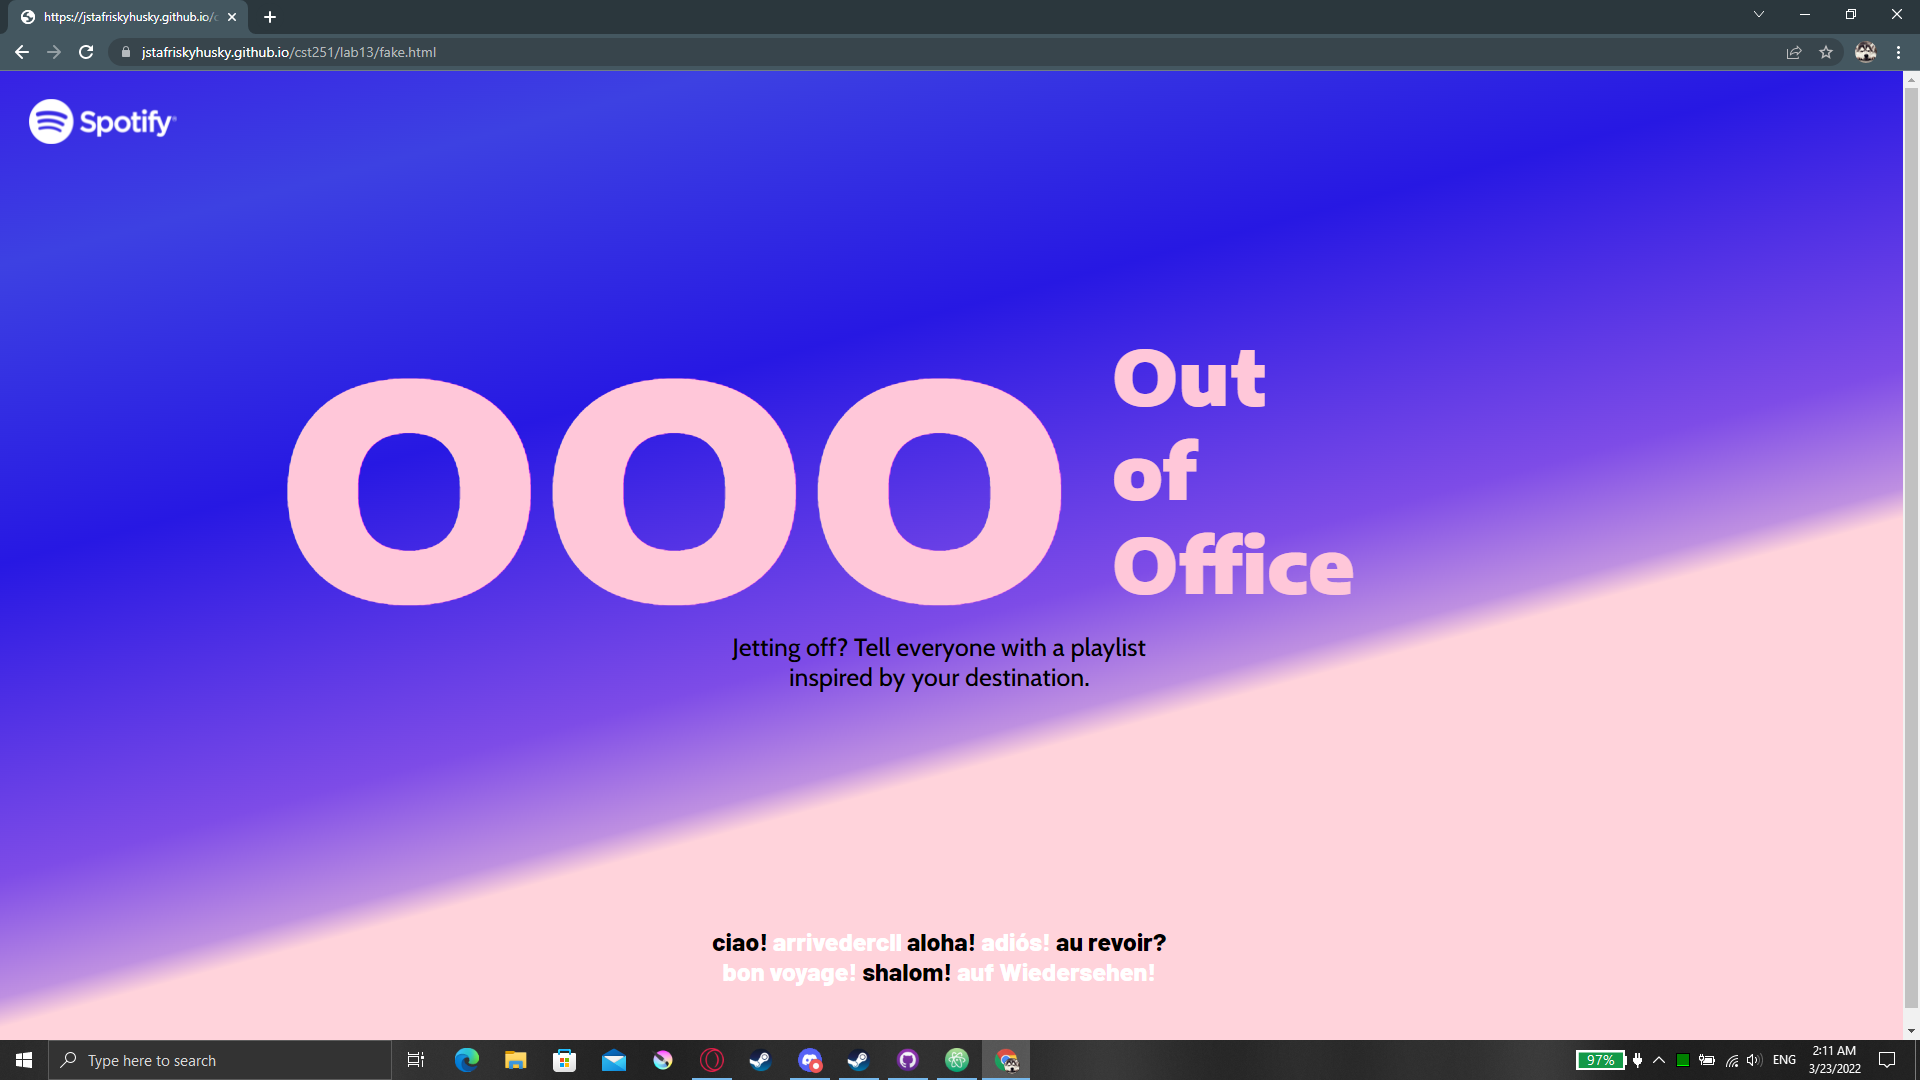 https://jstafriskyhusky.github.io/c
jstafriskyhusky.github.io/cst251/lab13/fake.html
Spotify
OOO
Out
of
Office
Jetting off? Tell everyone with a playlist
inspired by your destination.
ciao! arrivedercII aloha! adiós! au revoir?
bon voyage! shalom! auf Wiedersehen!
Type here to search
97%
ENG
2:11 AM
3/23/2022